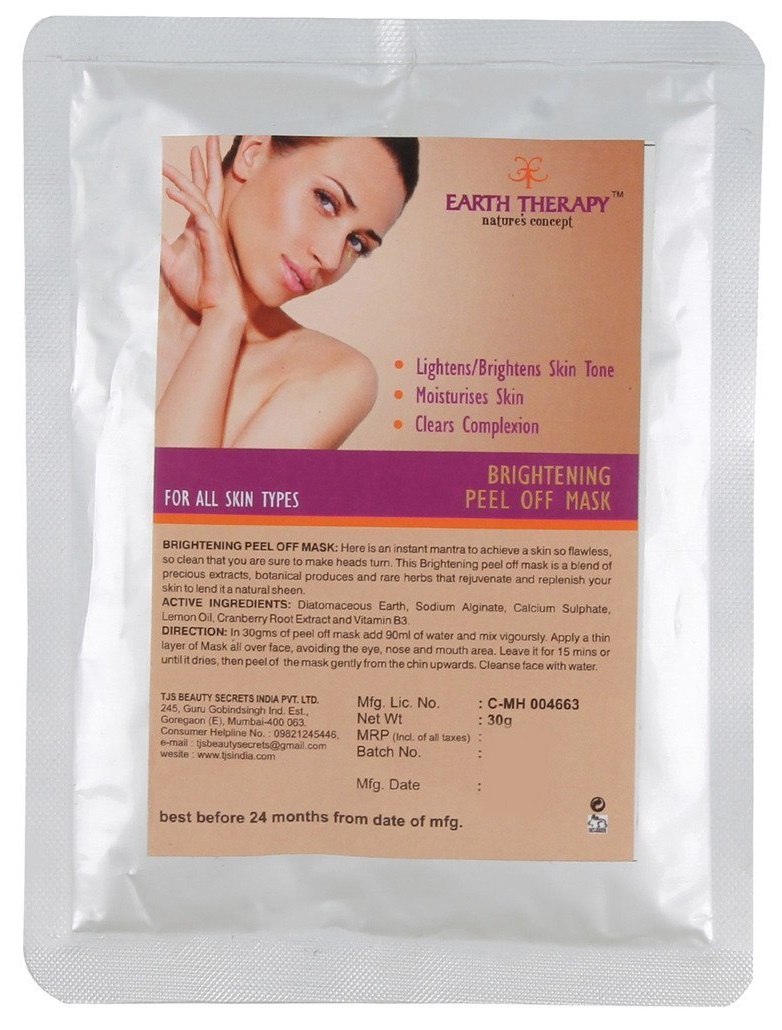 EARTH THERAPY™
nature's concept
• Lightens/Brightens Skin Tone
• Moisturises Skin
• Clears Complexion
FOR ALL SKIN TYPES
BRIGHTENING
PEEL OFF MASK
BRIGHTENING PEEL OFF MASK: Here is an instant mantra to achieve a skin so flawless,
so clean that you are sure to make heads turn. This Brightening peel off mask is a blend of
precious extracts, botanical produces and rare herbs that rejuvenate and replenish your
skin to lend it a natural sheen.
ACTIVE INGREDIENTS: Diatomaceous Earth, Sodium Alginate, Calcium Sulphate,
Lemon Oil, Cranberry Root Extract and Vitamin B3.
DIRECTION: In 30gms of peel off mask add 90ml of water and mix vigoursly. Apply a thin
layer of Mask all over face, avoiding the eye, nose and mouth area. Leave it for 15 mins or
until it dries, then peel of the mask gently from the chin upwards. Cleanse face with water.
TJS BEAUTY SECRETS INDIA PVT. LTD.
245, Guru Gobindsingh Ind. Est.,
Goregaon (E), Mumbai-400 063.
Consumer Helpline No. : 09821245446,
e-mail : tjsbeautysecrets@gmail.com
wesite : www.tjsindia.com
Mfg. Lic. No. : C-MH 004663
Net Wt : 30g
MRP (Incl. of all taxes) :
Batch No. :
Mfg. Date :
best before 24 months from date of mfg.